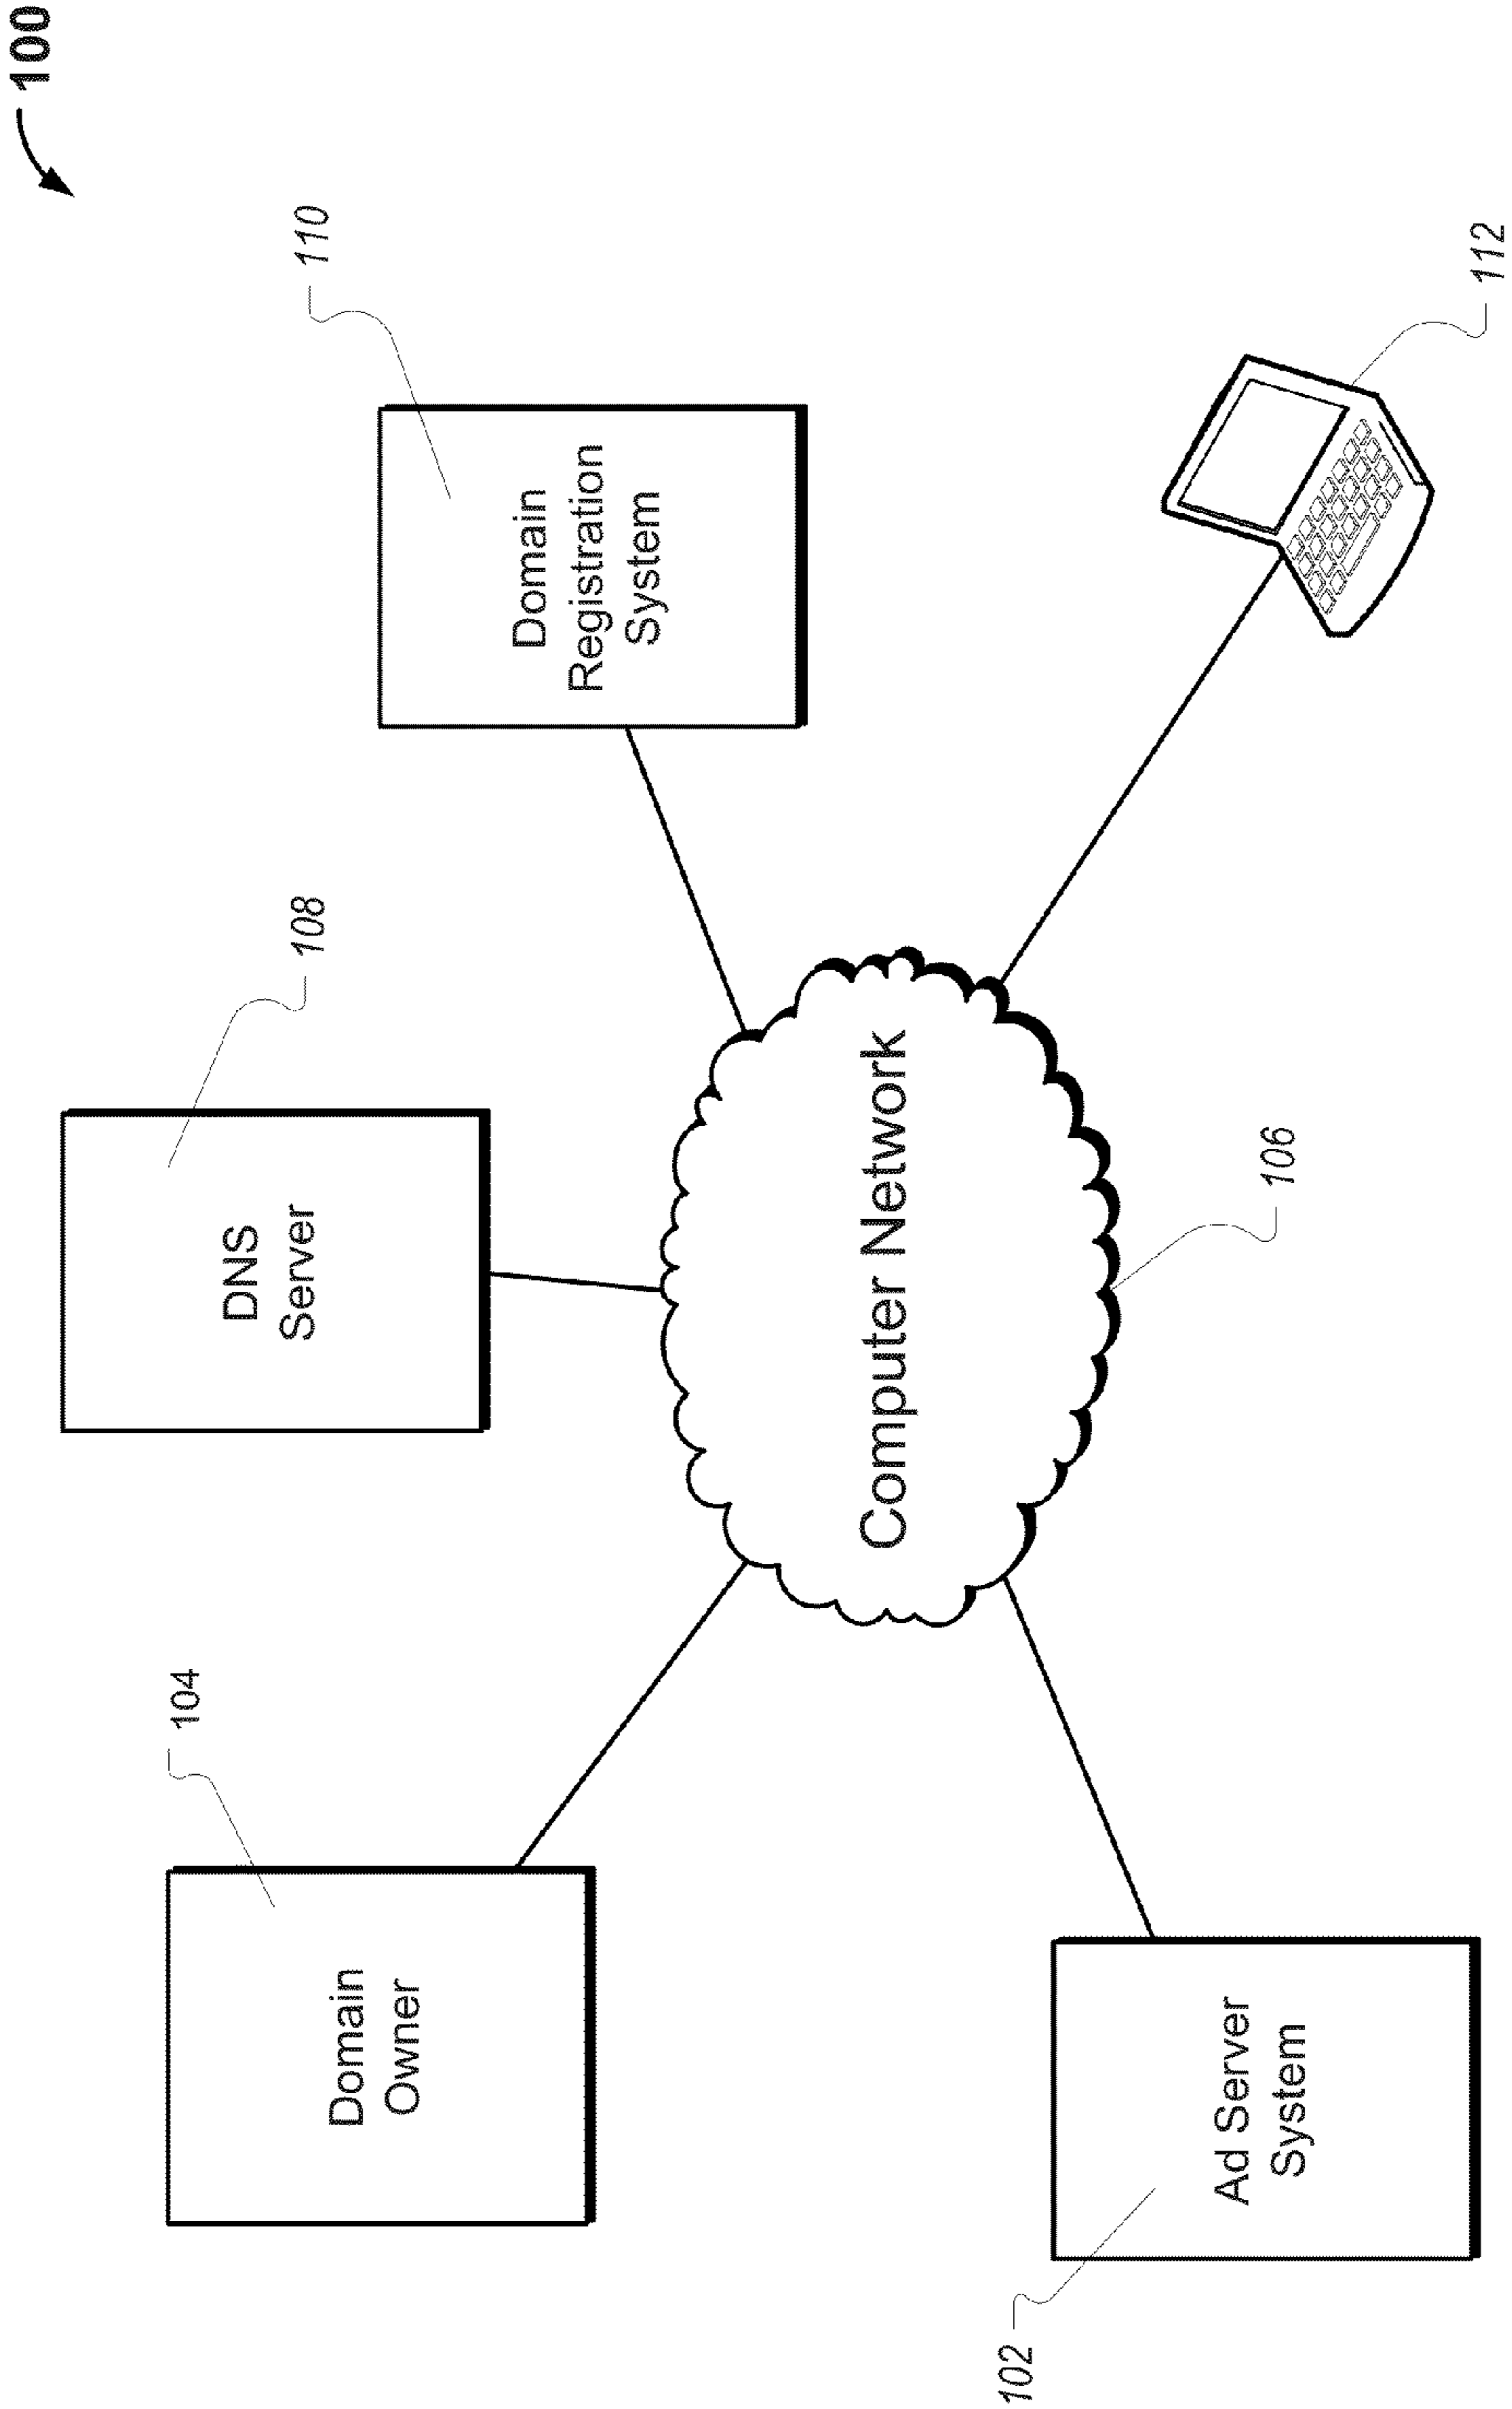 100
104
Domain
Owner
108
DNS
Server
110
Domain
Registration
System
Computer Network
106
102
Ad Server
System
112